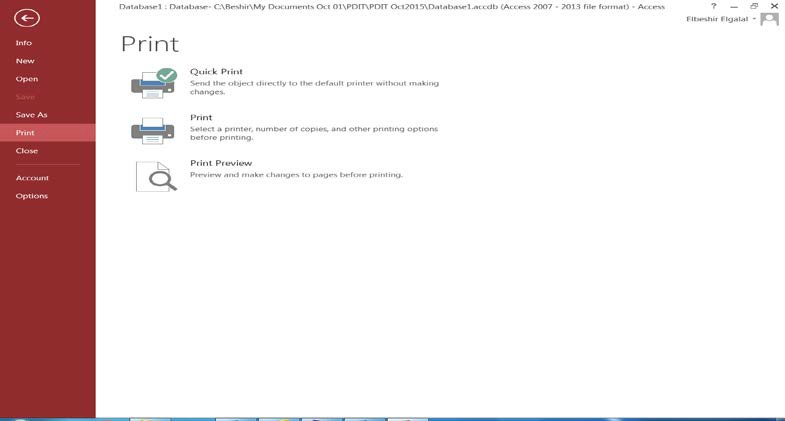 Database1 : Database- C:\Beshir\My Documents Oct 01\PDIT\PDIT Oct2015\Database1.accdb (Access 2007 - 2013 file format) - Access
?
Elbeshir Elgalal
Info
New
Open
Save
Save As
Print
Close
Account
Options
Print
Quick Print
Send the object directly to the default printer without making
changes.
Print
Select a printer, number of copies, and other printing options
before printing.
Print Preview
Preview and make changes to pages before printing.